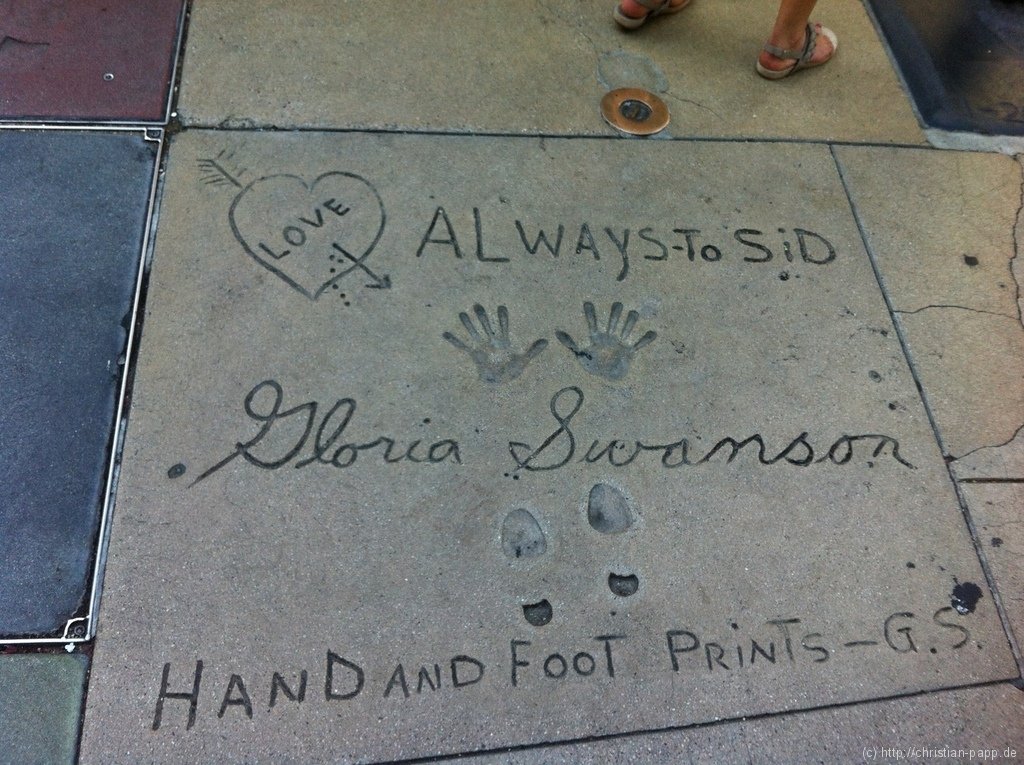 LOVE
ALWAYS-To SiD
Gloria Swanson
HAND AND FOOT PRiNTS-G.S.
(c) http://christian-papp.de